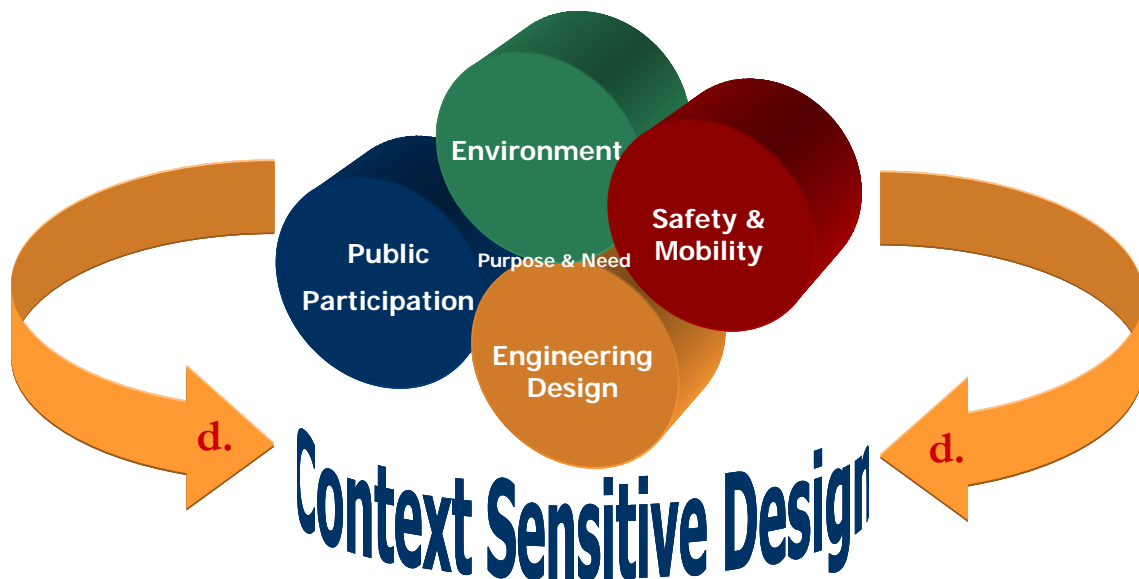 Environment
Safety &
Mobility
Public
Participation
Purpose & Need
Engineering
Design
d.
d.
Context Sensitive Design